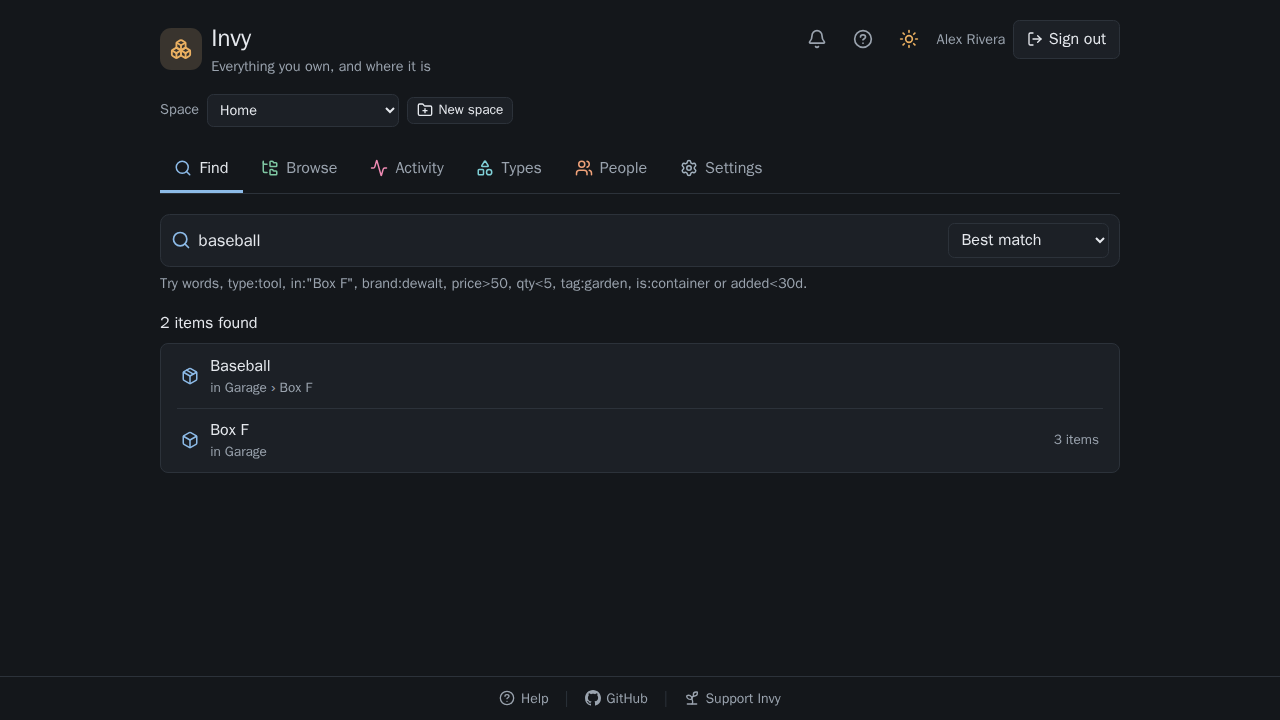 Invy
Everything you own, and where it is
Alex Rivera
Sign out
Space
Home
New space
Find
Browse
Activity
Types
People
Settings
baseball
Best match
Try words, type:tool, in:"Box F", brand:dewalt, price>50, qty<5, tag:garden, is:container or added<30d.
2 items found
Baseball
in Garage › Box F
Box F
in Garage
3 items
Help
GitHub
Support Invy